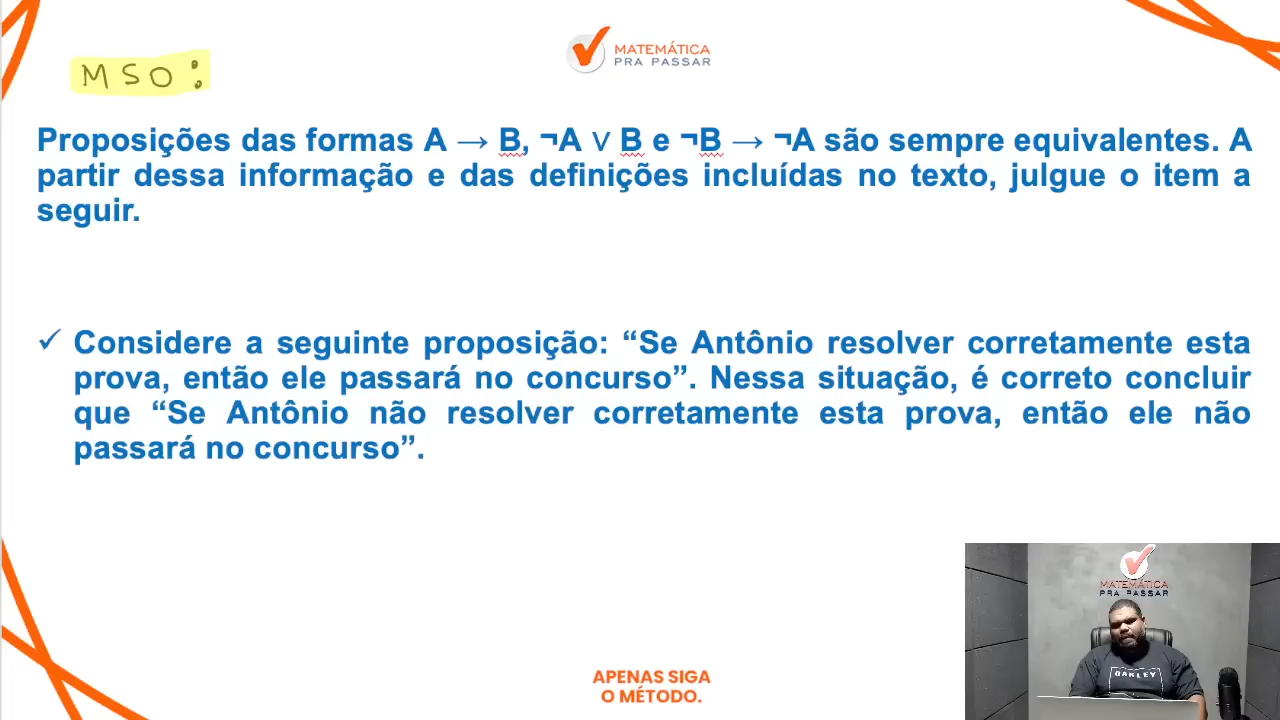 MATEMÁTICA
PRA PASSAR
MSO:
Proposições das formas A → B, ¬A ∨ B e ¬B → ¬A são sempre equivalentes. A
partir dessa informação e das definições incluídas no texto, julgue o item a
seguir.
✓ Considere a seguinte proposição: “Se Antônio resolver corretamente esta
prova, então ele passará no concurso”. Nessa situação, é correto concluir
que “Se Antônio não resolver corretamente esta prova, então ele não
passará no concurso”.
MATEMÁTICA
PRA PASSAR
OAKLEY
APENAS SIGA
O MÉTODO.